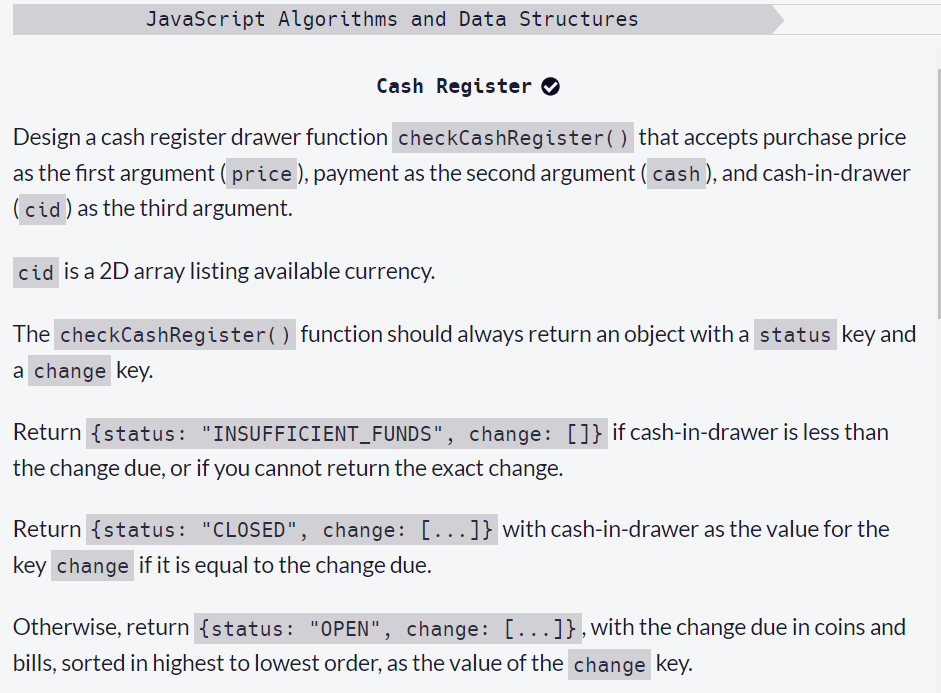 JavaScript Algorithms and Data Structures
Cash Register
Design a cash register drawer function checkCashRegister() that accepts purchase price
as the first argument (price), payment as the second argument (cash), and cash-in-drawer
(cid) as the third argument.
cid is a 2D array listing available currency.
The checkCashRegister() function should always return an object with a status key and
a change key.
Return {status: "INSUFFICIENT_FUNDS", change: []} if cash-in-drawer is less than
the change due, or if you cannot return the exact change.
Return {status: "CLOSED", change: [...]} with cash-in-drawer as the value for the
key change if it is equal to the change due.
Otherwise, return {status: "OPEN", change: [...]}, with the change due in coins and
bills, sorted in highest to lowest order, as the value of the change key.